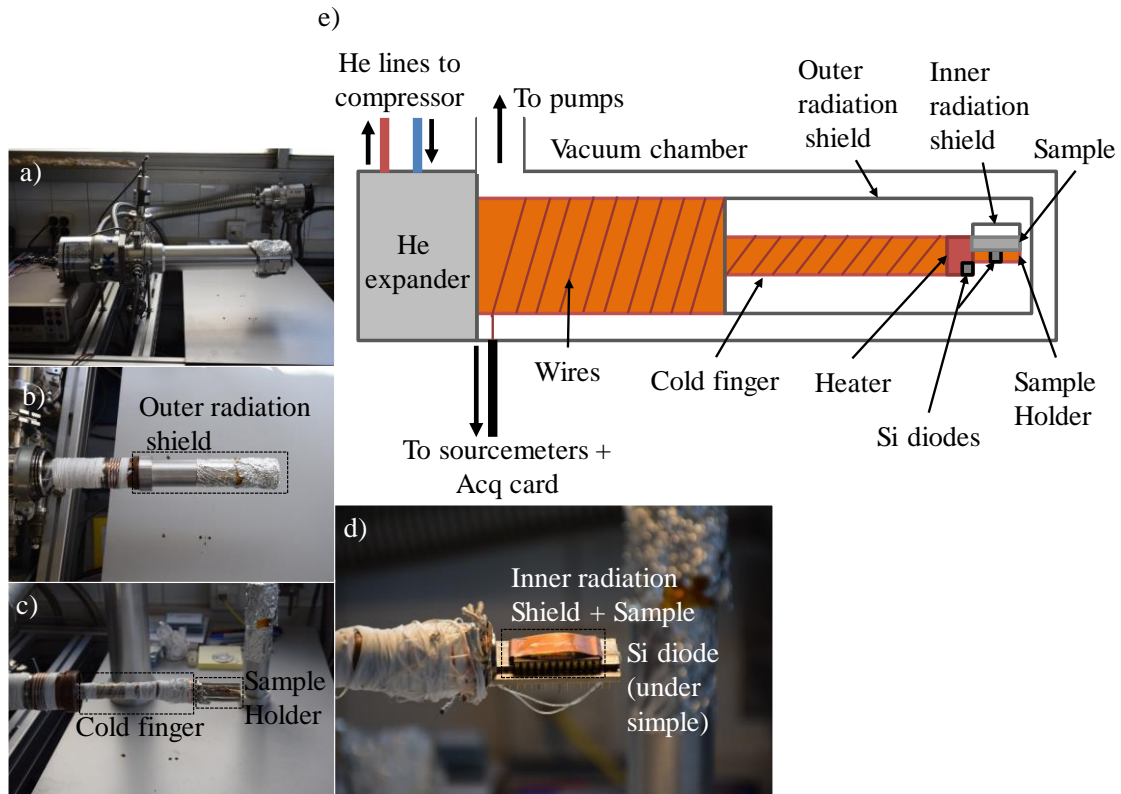 e)
He lines to
compressor
To pumps
Outer
radiation
shield
Inner
radiation
shield
Vacuum chamber
Sample
He
expander
Wires
Cold finger
Heater
Sample
Holder
Si diodes
To sourcemeters +
Acq card
a)
b)
Outer radiation
shield
c)
Sample
Holder
Cold finger
d)
Inner radiation
Shield + Sample
Si diode
(under
simple)